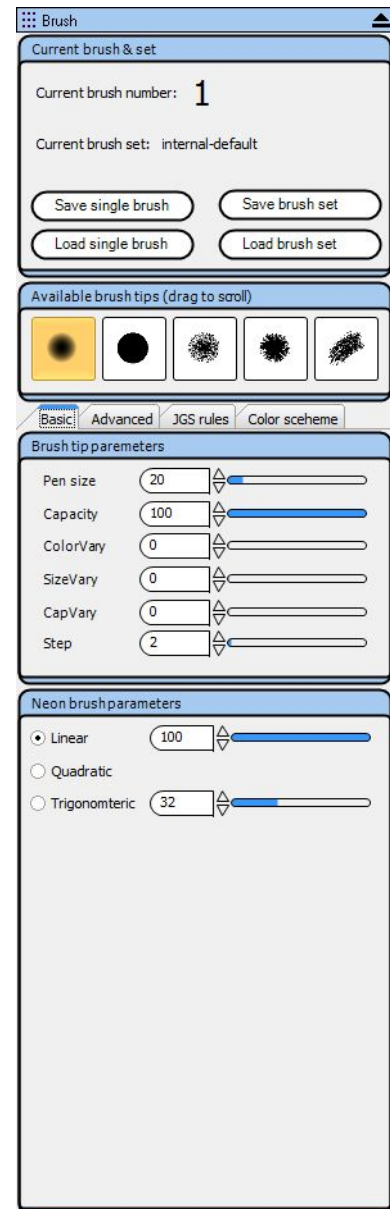 Brush
Current brush & set
Current brush number: 1
Current brush set: internal-default
Save single brush Save brush set
Load single brush Load brush set
Available brush tips (drag to scroll)
Basic Advanced JGS rules Color sceheme
Brush tip paremeters
Pen size 20
Capacity 100
ColorVary 0
SizeVary 0
CapVary 0
Step 2
Neon brush parameters
Linear 100
Quadratic
Trigonomteric 32